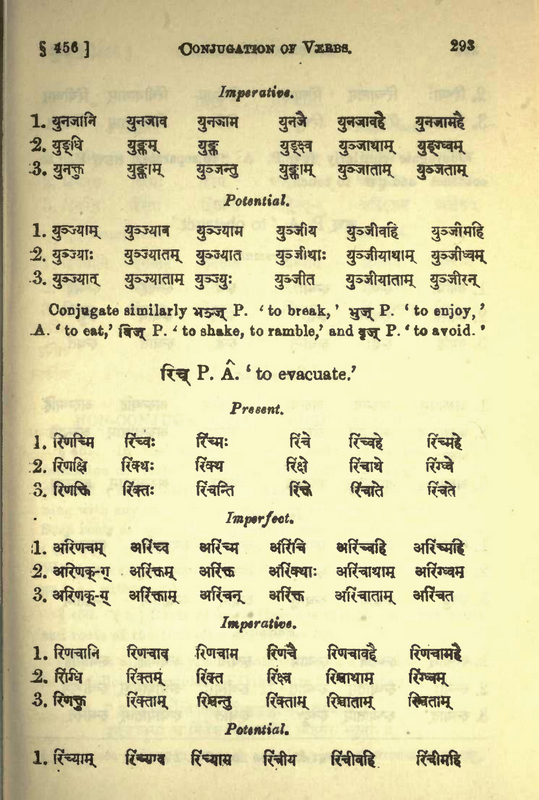 § 456 ] CONJUGATION OF VERBS. 293
Imperative.
1. युनजानि युनजाव युनजाम युनजै युनजावहै युनजामहै
2. युङ्ग्धि युङ्क्तम् युङ्क्त युङ्क्ष्व युञ्जाथाम् युङ्ग्ध्वम्
3. युनक्तु युङ्क्ताम् युञ्जन्तु युङ्क्ताम् युञ्जाताम् युञ्जताम्
Potential.
1. युञ्ज्याम् युञ्ज्याव युञ्ज्याम युञ्जीय युञ्जीवहि युञ्जीमहि
2. युञ्ज्याः युञ्ज्यातम् युञ्ज्यात युञ्जीथाः युञ्जीयाथाम् युञ्जीध्वम्
3. युञ्ज्यात् युञ्ज्याताम् युञ्ज्युः युञ्जीत युञ्जीयाताम् युञ्जीरन्
Conjugate similarly भञ्ज् P. ‘ to break, ’ भुज् P. ‘ to enjoy, ’
A. ‘ to eat,’ विज् P. ‘ to shake, to ramble,’ and वृज् P. ‘ to avoid. ’
रिच् P. Â. ‘ to evacuate.’
Present.
1. रिणच्मि रिंच्वः रिंच्मः रिंचे रिंच्वहे रिंच्महे
2. रिणक्षि रिंक्थः रिंक्थ रिंक्षे रिंचाथे रिंग्ध्वे
3. रिणक्ति रिंक्तः रिंचन्ति रिंक्ते रिंचाते रिंचते
Imperfect.
1. अरिणचम् अरिंच्व अरिंच्म अरिंचि अरिंच्वहि अरिंच्महि
2. अरिणक्-ग् अरिंक्तम् अरिंक्त अरिंक्थाः अरिंचाथाम् अरिंग्ध्वम्
3. अरिणक्-ग् अरिंक्ताम् अरिंचन् अरिंक्त अरिंचाताम् अरिंचत
Imperative.
1. रिणचानि रिणचाव रिणचाम रिणचै रिणचावहै रिणचामहै
2. रिंग्धि रिंक्तम् रिंक्त रिंक्ष्व रिञ्चाथाम् रिंग्ध्वम्
3. रिणक्तु रिंक्ताम् रिञ्चन्तु रिंक्ताम् रिञ्चाताम् रिञ्चताम्
Potential.
1. रिंच्याम् रिंच्याव रिंच्याम रिंचीय रिंचीवहि रिंचीमहि